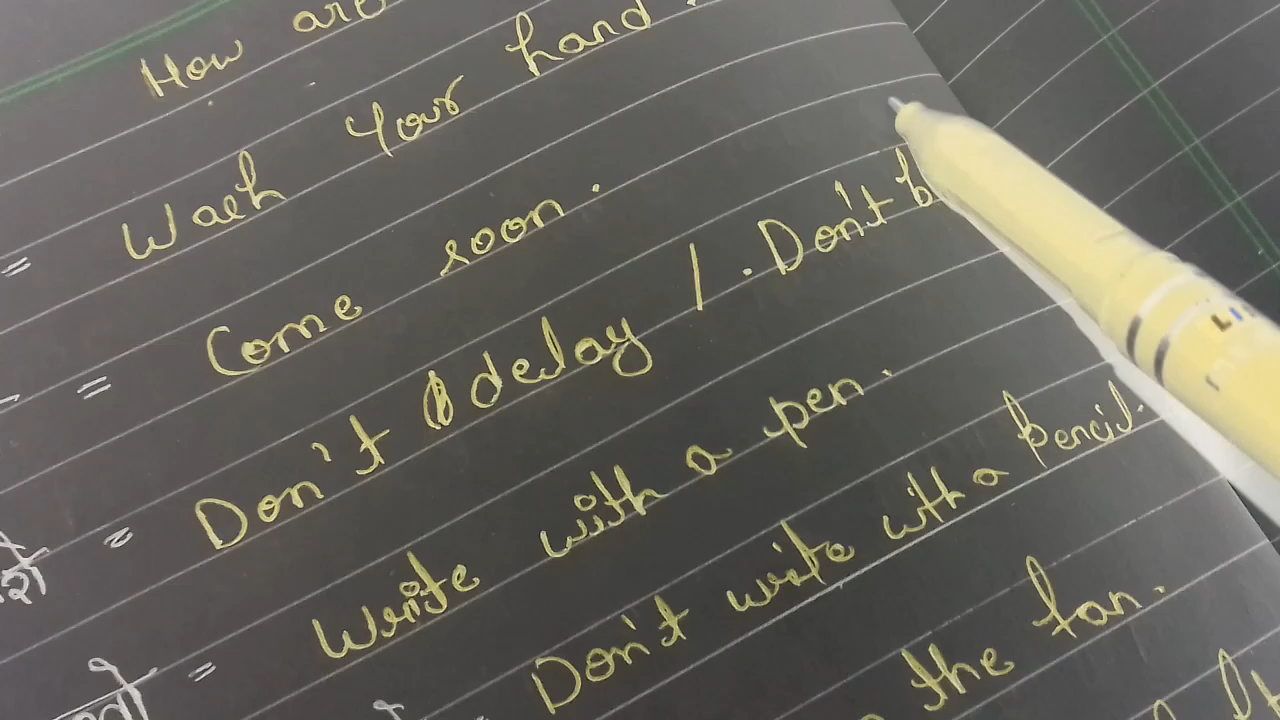 How are
= Wash Your hand.
= Come soon.
= Don't delay / . Don't b
= Write with a pen.
= Don't write with a pencil.
the fan.